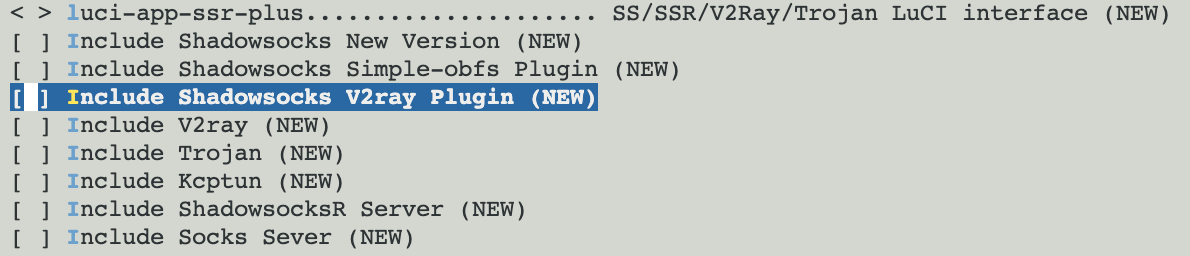 < > luci-app-ssr-plus..................... SS/SSR/V2Ray/Trojan LuCI interface (NEW)
[ ] Include Shadowsocks New Version (NEW)
[ ] Include Shadowsocks Simple-obfs Plugin (NEW)
[ ] Include Shadowsocks V2ray Plugin (NEW)
[ ] Include V2ray (NEW)
[ ] Include Trojan (NEW)
[ ] Include Kcptun (NEW)
[ ] Include ShadowsocksR Server (NEW)
[ ] Include Socks Sever (NEW)